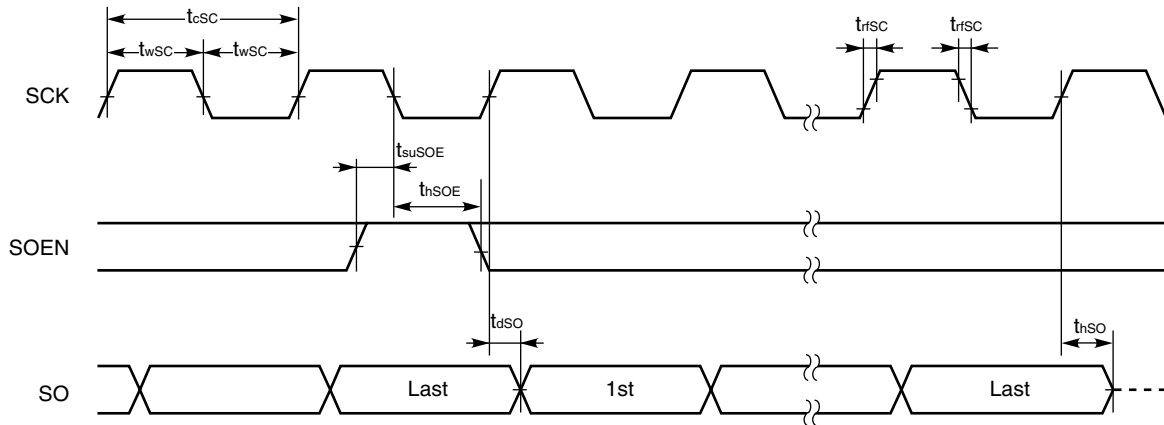 tcSC
twSC twSC trfSC trfSC
SCK
tsuSOE
thSOE
SOEN
tdSO thSO
SO Last 1st Last